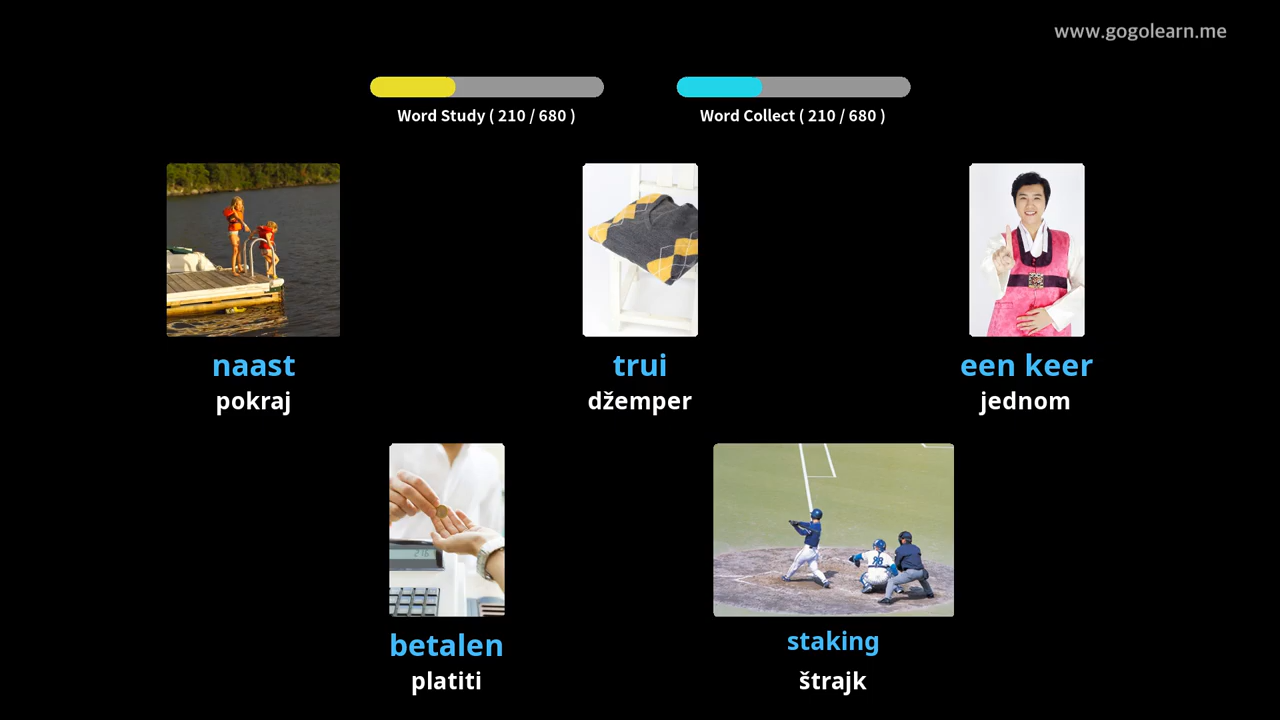 www.gogolearn.me
Word Study ( 210 / 680 )
Word Collect ( 210 / 680 )
naast
pokraj
trui
džemper
een keer
jednom
betalen
platiti
staking
štrajk